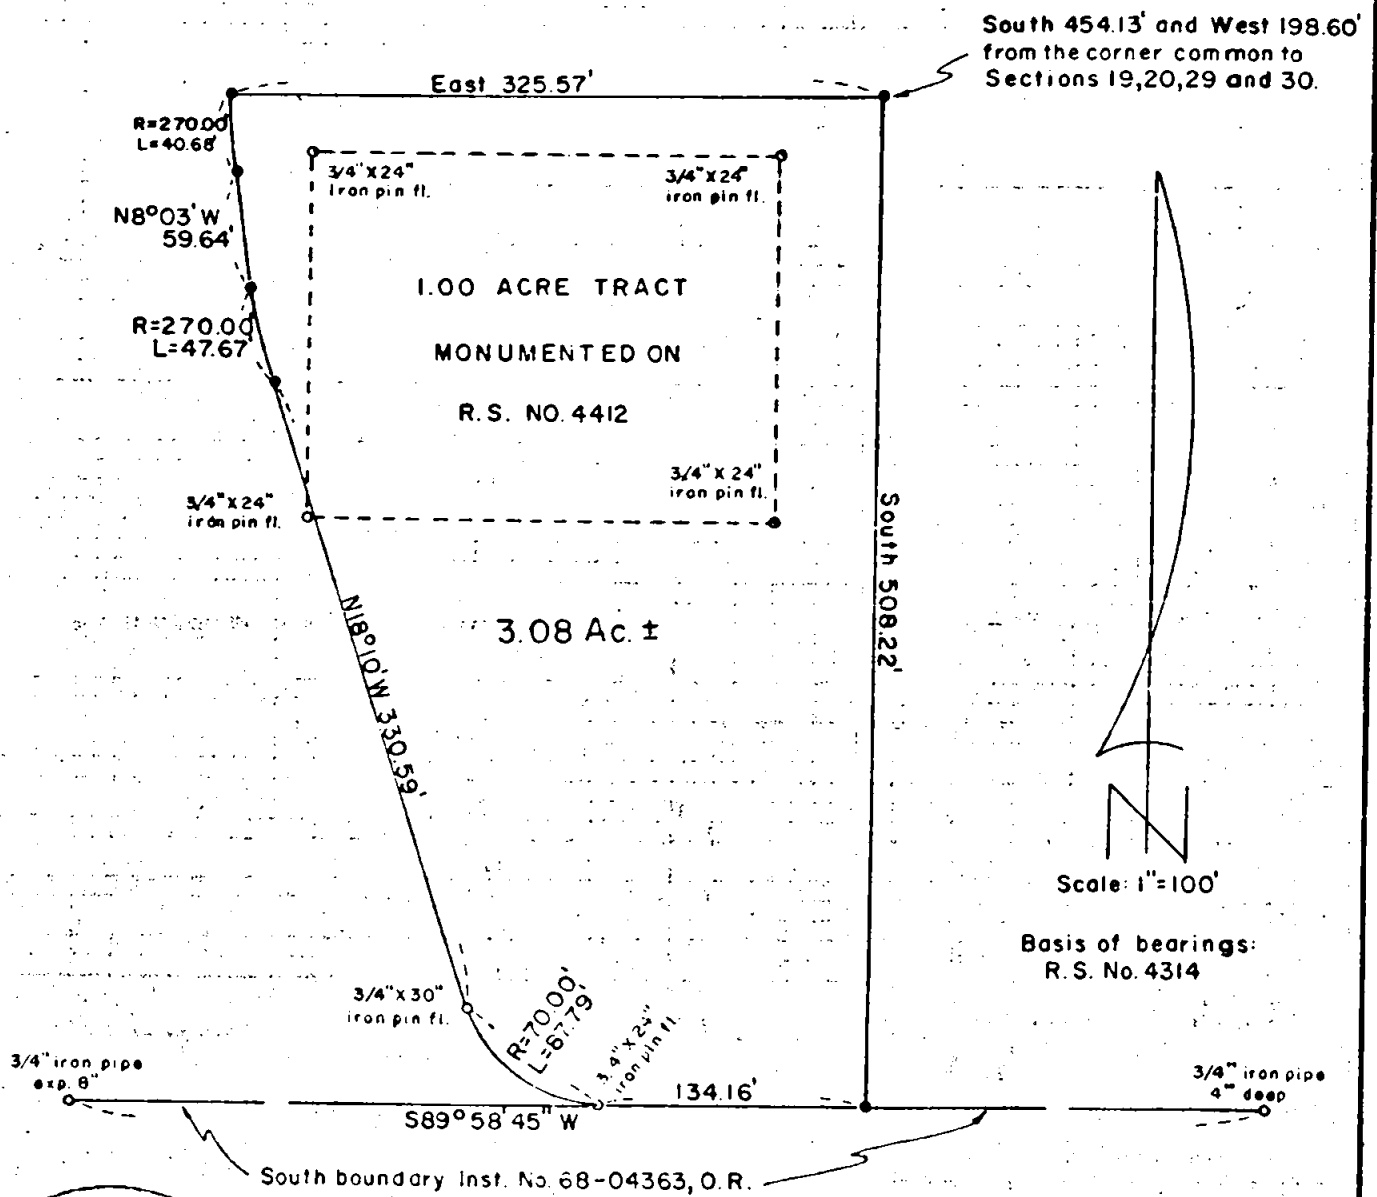 South 454.13' and West 198.60'
from the corner common to
Sections 19,20,29 and 30.
East 325.57'
R=270.00'
L=40.68'
3/4"X24"
Iron pin fl.
3/4"X24"
iron pin fl.
N8°03'W
59.64'
1.00 ACRE TRACT
R=270.00'
L=47.67'
MONUMENTED ON
R.S. NO. 4412
3/4"X24"
iron pin fl.
3/4"X24"
iron pin fl.
South 508.22'
N18°10'W 330.59'
3.08 Ac. ±
N
Scale: 1"=100'
Basis of bearings:
R.S. No. 4314
3/4"X30"
iron pin fl.
R=70.00'
L=67.79'
3.4"X24"
iron pin fl.
3/4" iron pipe
exp. 8"
134.16'
3/4" iron pipe
4" deep
S89°58'45" W
South boundary Inst. No. 68-04363, O.R.